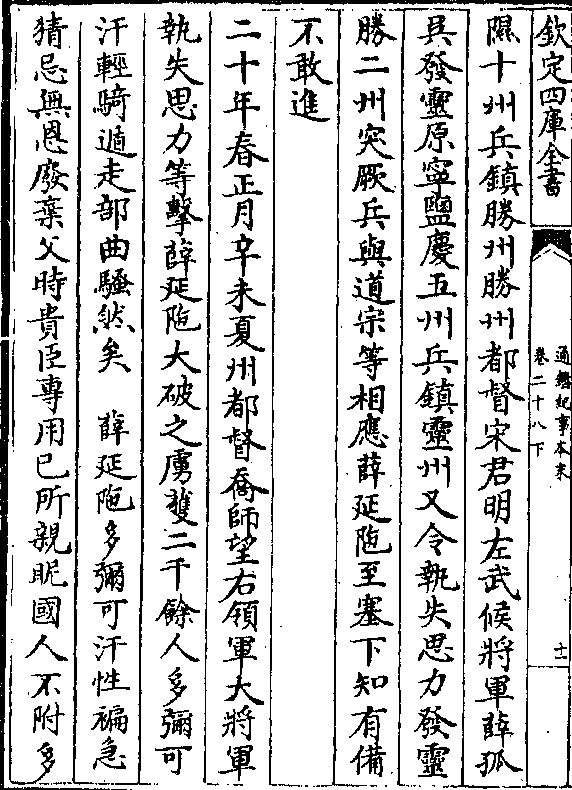 欽定四庫全書
通鑑紀事本末
卷二十八下
十一
隰十州兵鎮勝州勝州都督宋君明左武候將軍薛孤
吳發靈原寧鹽慶五州兵鎮靈州又令執失思力發靈
勝二州突厥兵與道宗等相應薛延陁至塞下知有備
不敢進
二十年春正月辛未夏州都督喬師望右領軍大將軍
執失思力等擊薛延陁大破之虜獲二千餘人多彌可
汗輕騎遁走部曲騷然矣 薛延陁多彌可汗性褊急
猜忌無恩廢棄父時貴臣專用已所親昵國人不附多